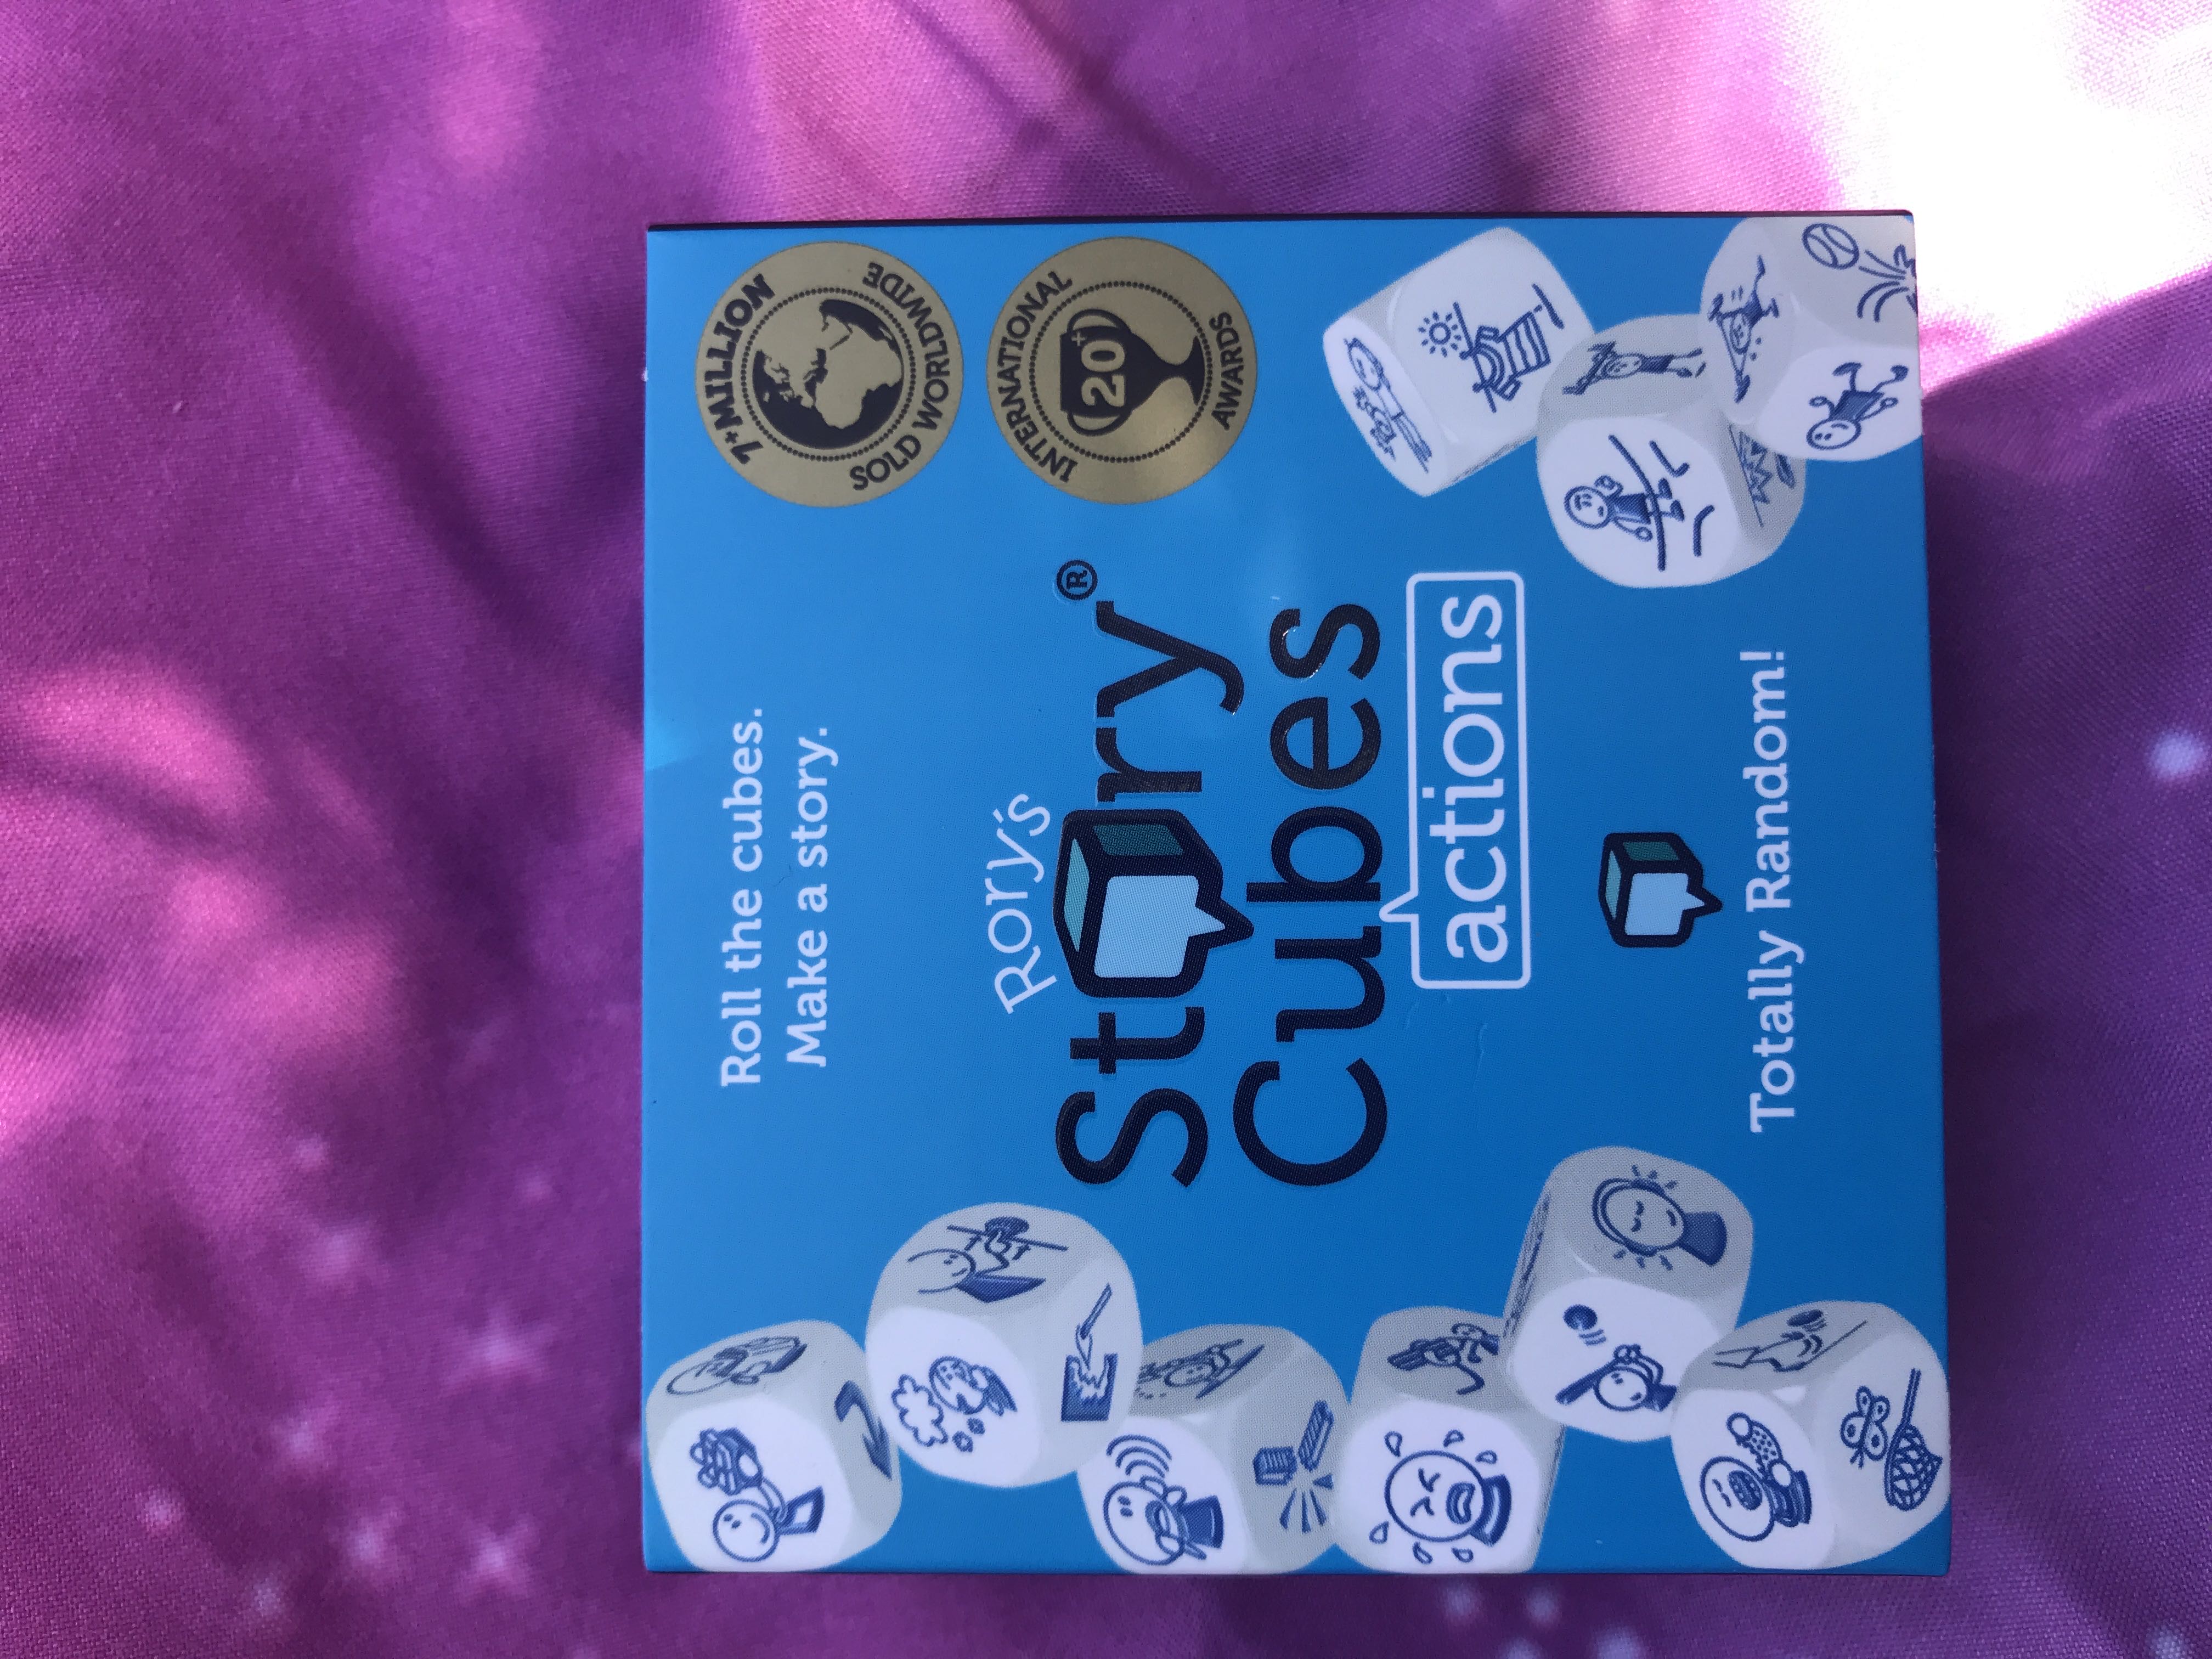 Roll the cubes.
Make a story.
7+ MILLION
SOLD WORLDWIDE
INTERNATIONAL
20+
AWARDS
Rory's
Story
Cubes®
actions
Totally Random!